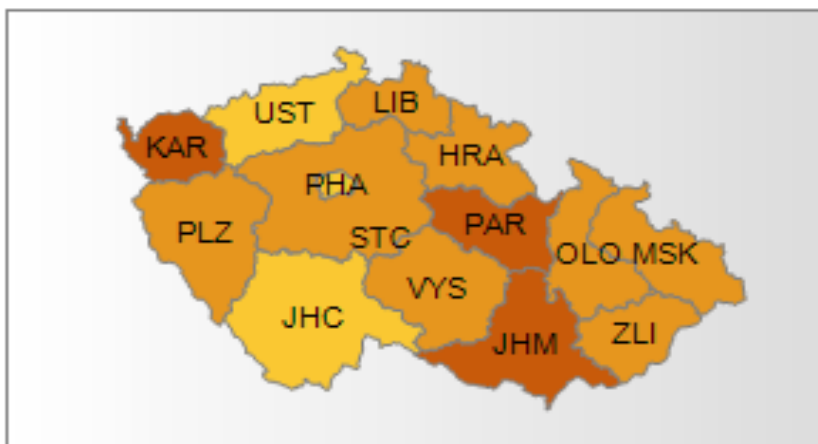 LIB
UST
KAR
HRA
PHA
PAR
PLZ
STC
OLO MSK
VYS
JHC
JHM
ZLI